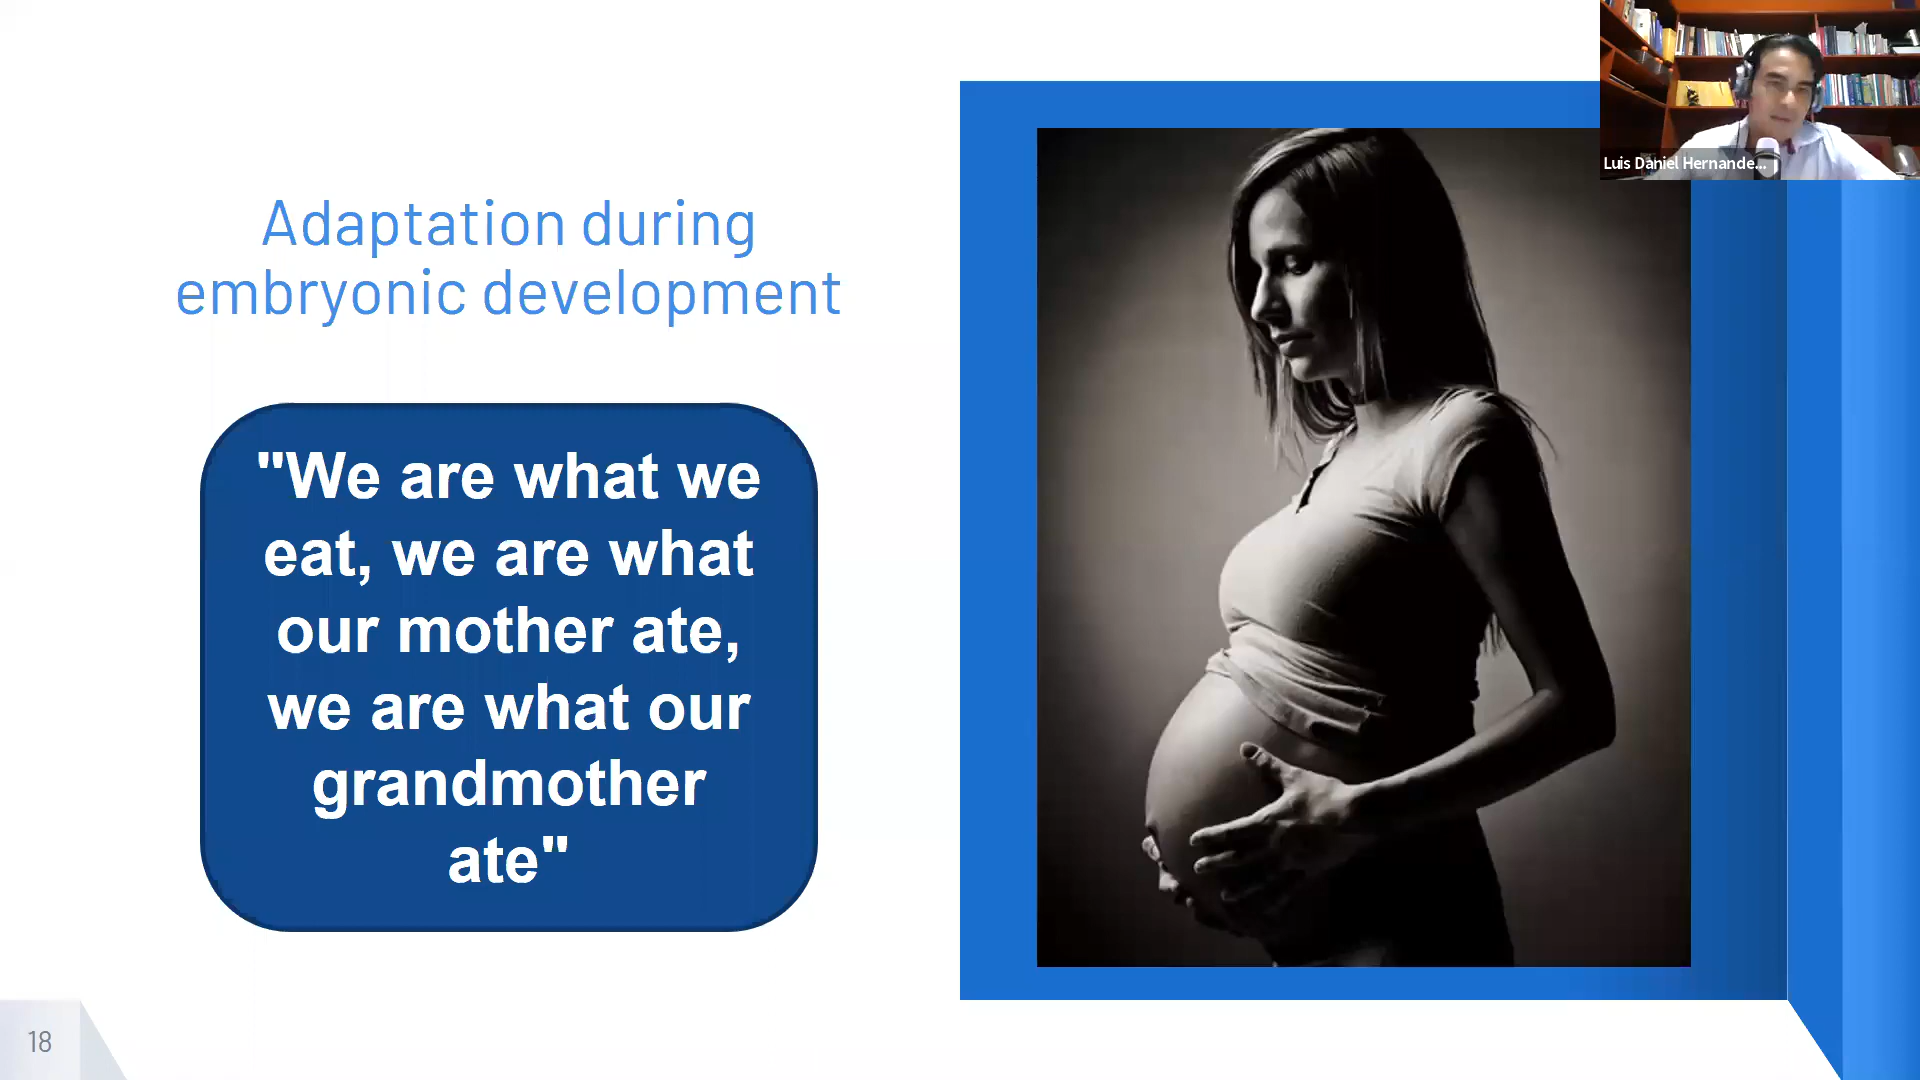 Adaptation during
embryonic development
"We are what we
eat, we are what
our mother ate,
we are what our
grandmother
ate"
Luis Daniel Hernande...
18